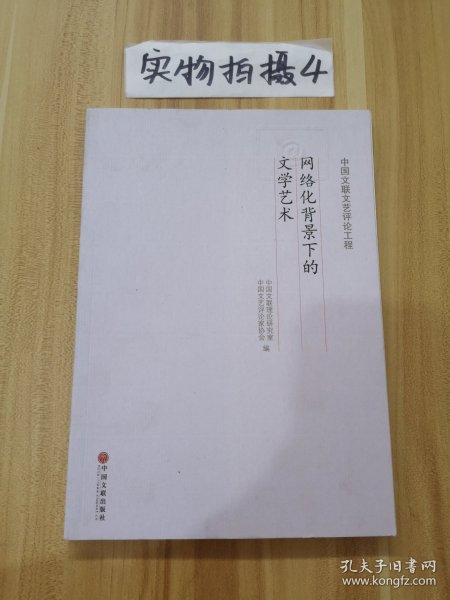 实物拍摄4
中国文联文艺评论工程
网络化背景下的
文学艺术
中国文联理论研究室
中国文艺评论家协会
编
中国文联出版社
孔夫子旧书网
www.kongfz.com